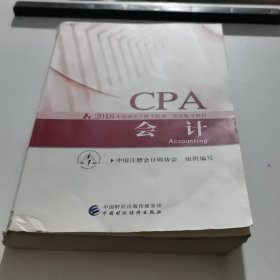 CPA
2018年注册会计师全国统一考试辅导教材
会 计
Accounting
中国注册会计师协会 组织编写
中国财经出版传媒集团
中国财政经济出版社